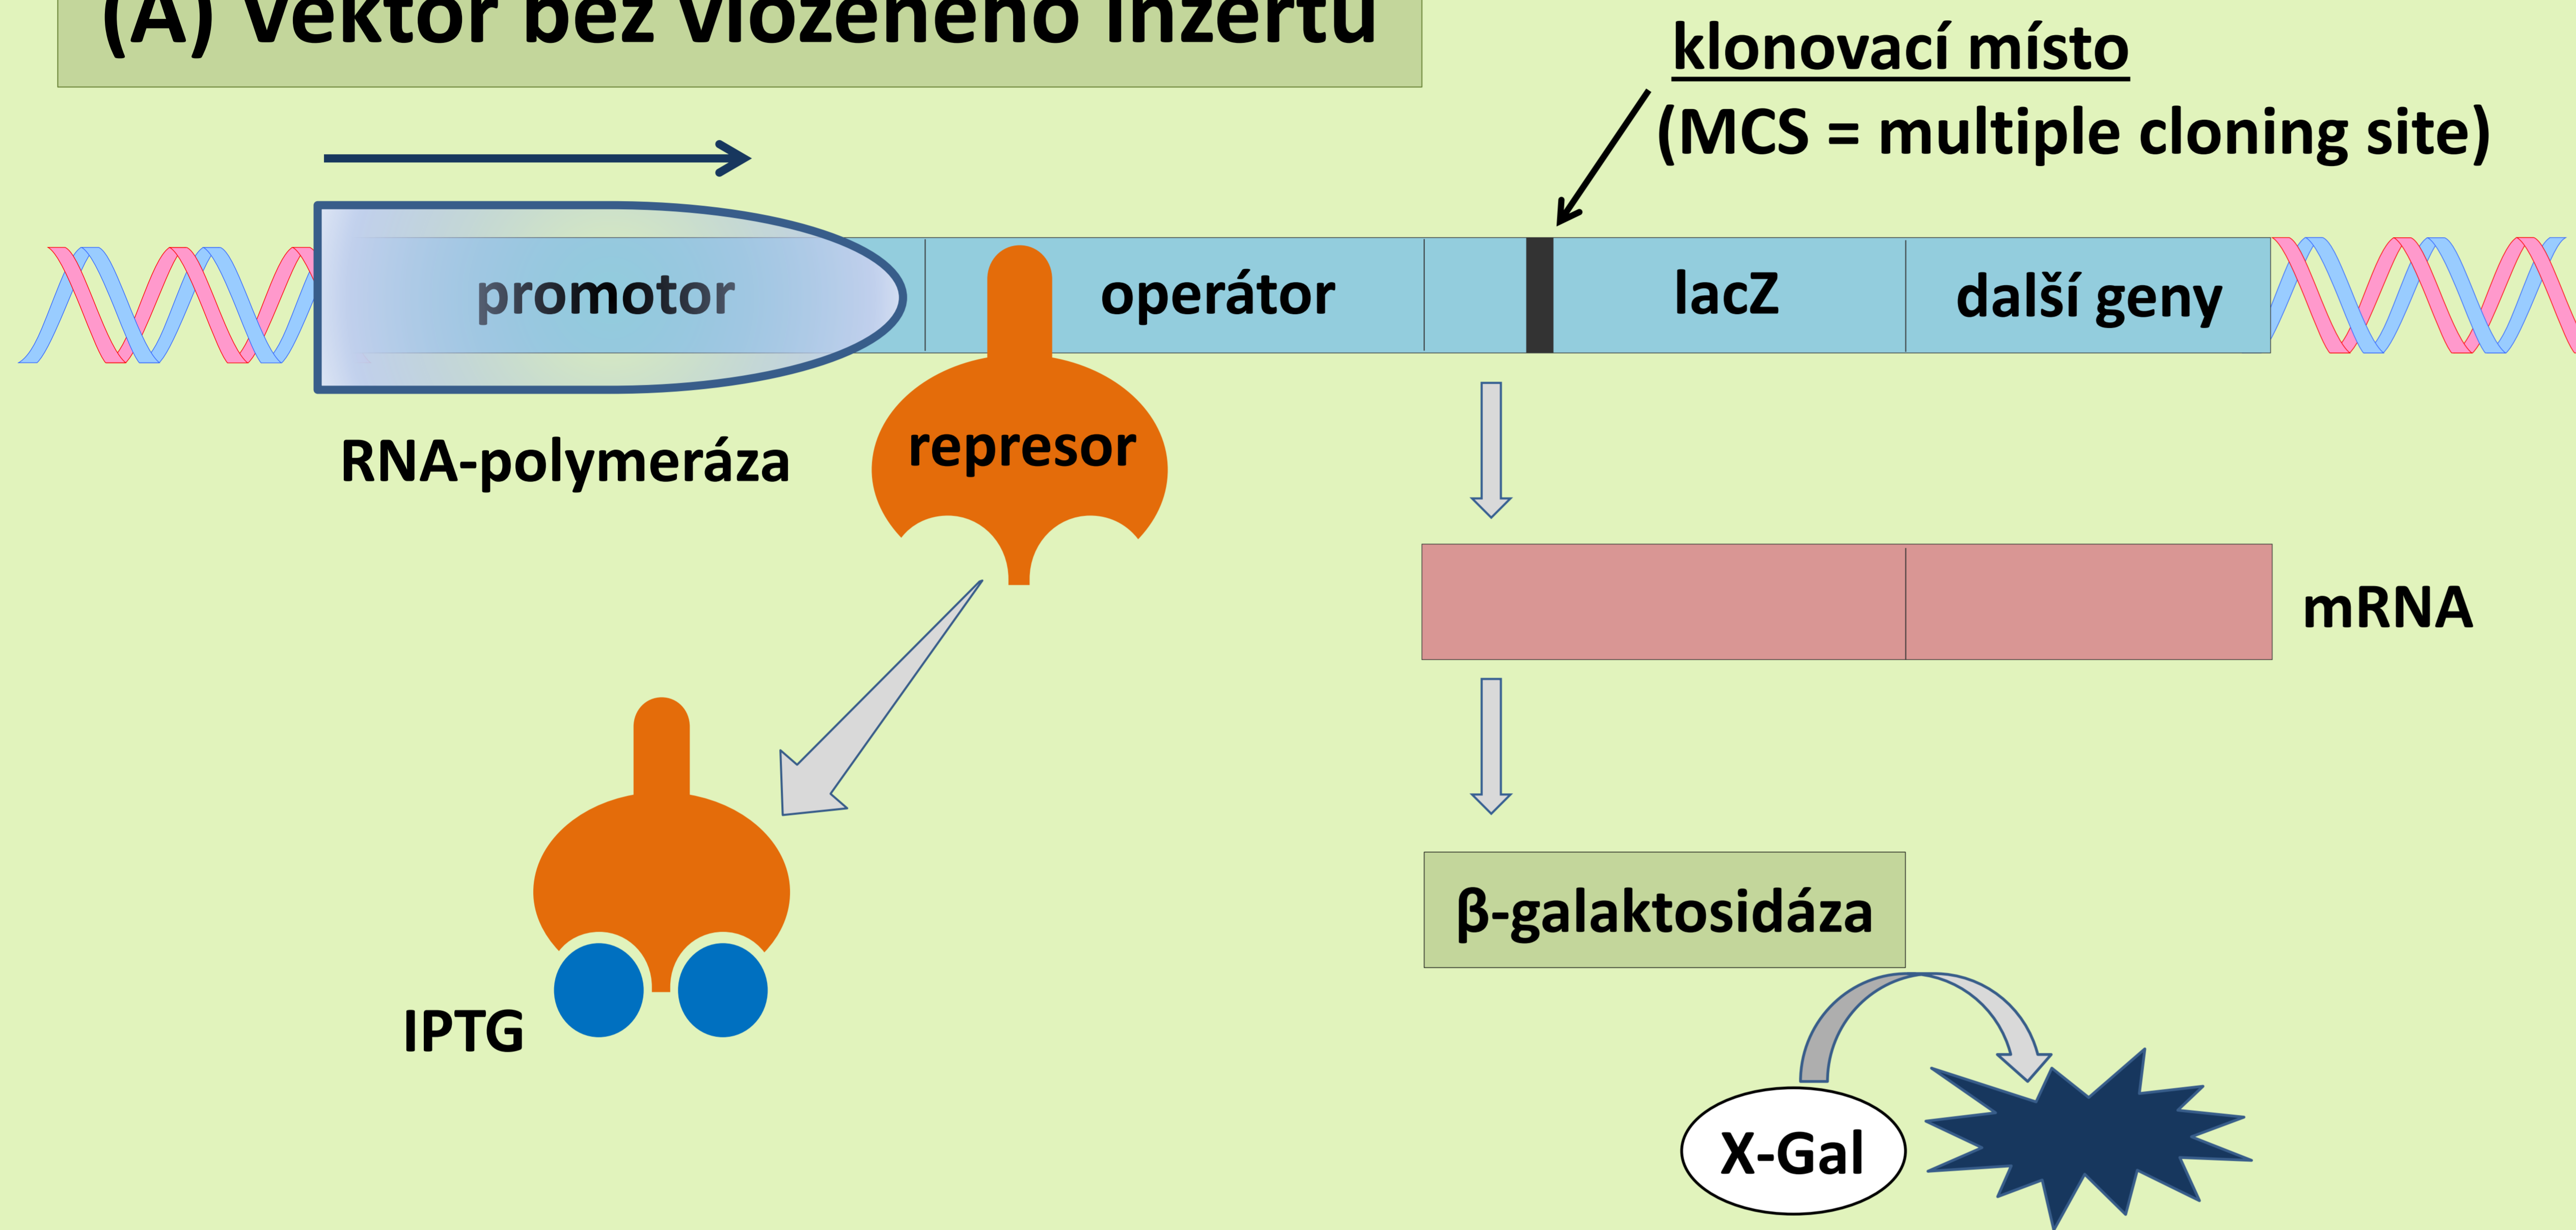 (A) Vektor bez vloženého inzertu
klonovací místo
(MCS = multiple cloning site)
promotor
operátor
lacZ
další geny
RNA-polymeráza
represor
mRNA
β-galaktosidáza
IPTG
X-Gal